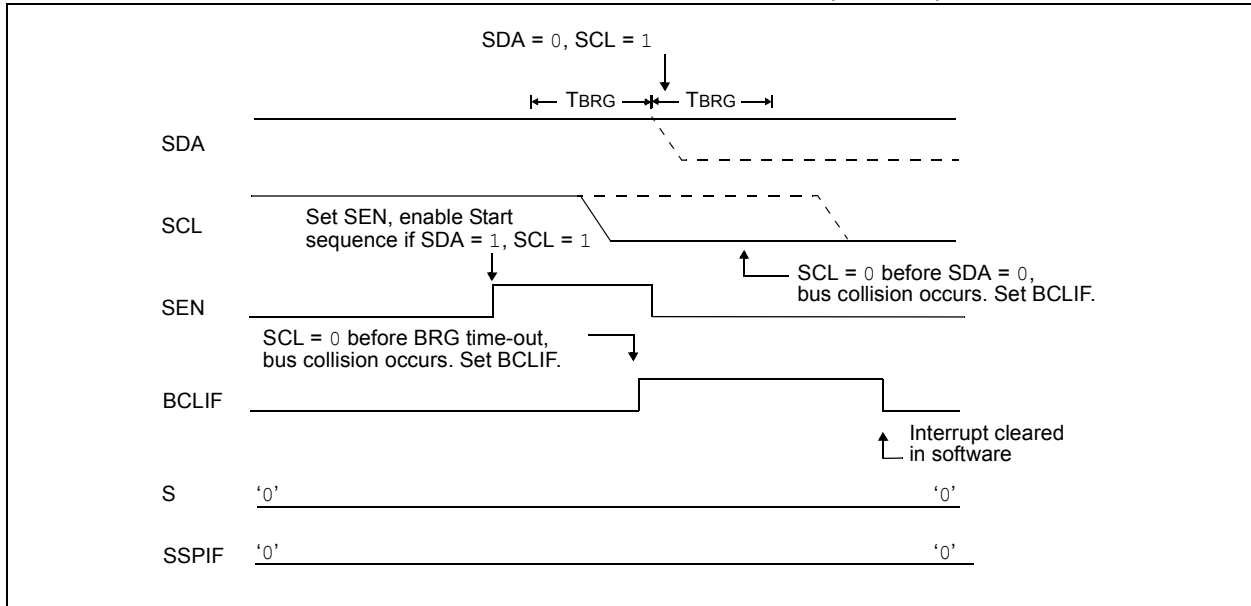 SDA = 0, SCL = 1
TBRG TBRG
SDA
SCL
Set SEN, enable Start
sequence if SDA = 1, SCL = 1
SCL = 0 before SDA = 0,
bus collision occurs. Set BCLIF.
SEN
SCL = 0 before BRG time-out,
bus collision occurs. Set BCLIF.
BCLIF
Interrupt cleared
in software
S
‘0’ ‘0’
SSPIF
‘0’ ‘0’